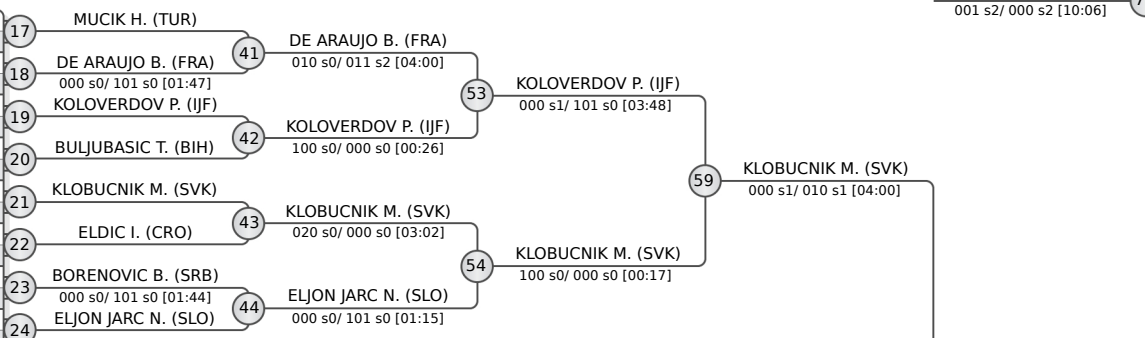 001 s2/ 000 s2 [10:06]
17
MUCIK H. (TUR)
41
DE ARAUJO B. (FRA)
010 s0/ 011 s2 [04:00]
18
DE ARAUJO B. (FRA)
000 s0/ 101 s0 [01:47]
53
KOLOVERDOV P. (IJF)
000 s1/ 101 s0 [03:48]
19
KOLOVERDOV P. (IJF)
42
KOLOVERDOV P. (IJF)
100 s0/ 000 s0 [00:26]
20
BULJUBASIC T. (BIH)
59
KLOBUCNIK M. (SVK)
000 s1/ 010 s1 [04:00]
21
KLOBUCNIK M. (SVK)
43
KLOBUCNIK M. (SVK)
020 s0/ 000 s0 [03:02]
22
ELDIC I. (CRO)
54
KLOBUCNIK M. (SVK)
100 s0/ 000 s0 [00:17]
23
BORENOVIC B. (SRB)
000 s0/ 101 s0 [01:44]
44
ELJON JARC N. (SLO)
000 s0/ 101 s0 [01:15]
24
ELJON JARC N. (SLO)